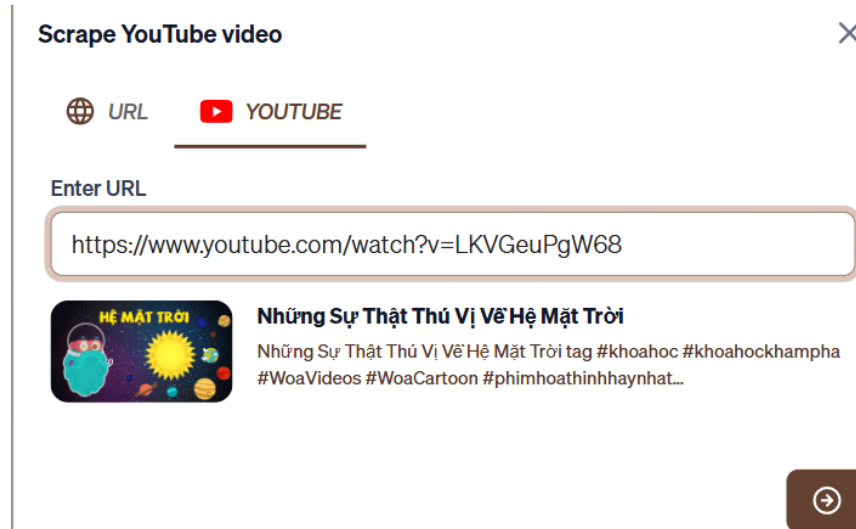 Scrape YouTube video
URL
YOUTUBE
Enter URL
https://www.youtube.com/watch?v=LKVGeuPgW68
HỆ MẶT TRỜI
Những Sự Thật Thú Vị Về Hệ Mặt Trời
Những Sự Thật Thú Vị Về Hệ Mặt Trời tag #khoahoc #khoahockhampha
#WoaVideos #WoaCartoon #phimhoathinhhaynhat...